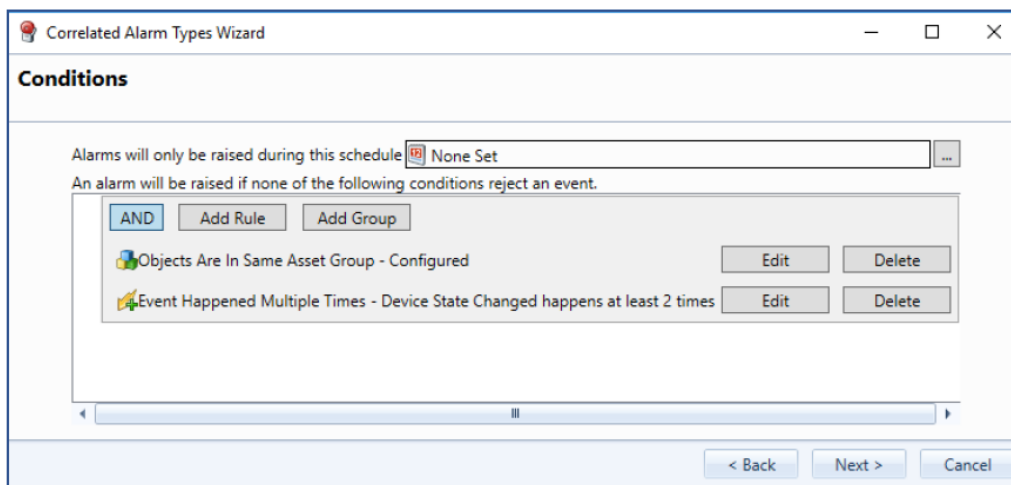 Correlated Alarm Types Wizard
Conditions
Alarms will only be raised during this schedule None Set ...
An alarm will be raised if none of the following conditions reject an event.
AND Add Rule Add Group
Objects Are In Same Asset Group - Configured Edit Delete
Event Happened Multiple Times - Device State Changed happens at least 2 times Edit Delete
< Back Next > Cancel